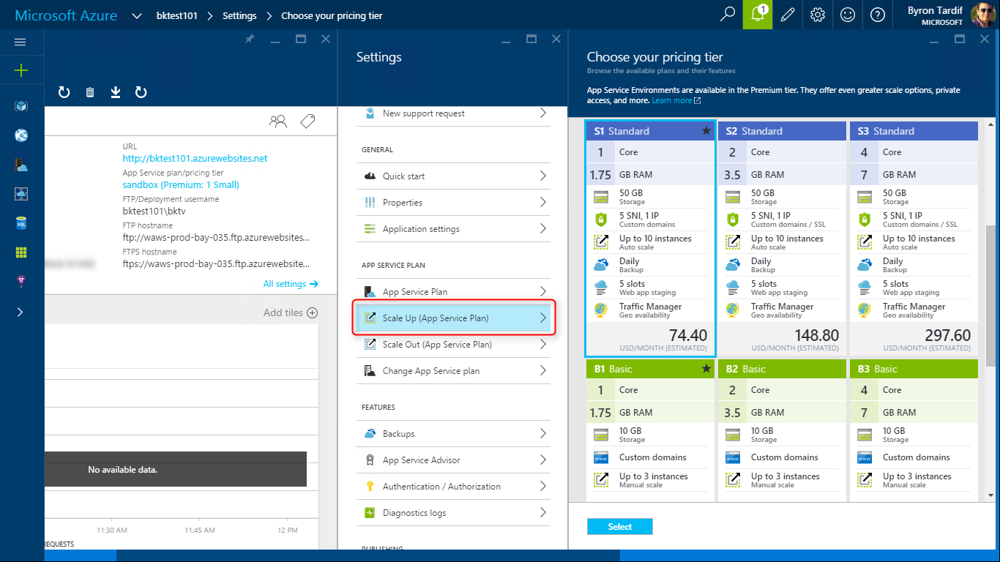 Microsoft Azure
bktest101
Settings
Choose your pricing tier
1
Byron Tardif
MICROSOFT
SQL
URL
http://bktest101.azurewebsites.net
App Service plan/pricing tier
sandbox (Premium: 1 Small)
FTP/Deployment username
bktest101\bktv
FTP hostname
ftp://waws-prod-bay-035.ftp.azurewebsites...
FTPS hostname
ftps://waws-prod-bay-035.ftp.azurewebsite...
All settings
Add tiles
No available data.
11:30 AM
11:45 AM
12 PM
REQUESTS
Settings
New support request
GENERAL
Quick start
Properties
Application settings
APP SERVICE PLAN
App Service Plan
Scale Up (App Service Plan)
Scale Out (App Service Plan)
Change App Service plan
FEATURES
Backups
App Service Advisor
Authentication / Authorization
Diagnostics logs
PUBLISHING
Choose your pricing tier
Browse the available plans and their features
App Service Environments are available in the Premium tier. They offer even greater scale options, private
access, and more. Learn more
S1 Standard
1 Core
1.75 GB RAM
50 GB
Storage
5 SNI, 1 IP
Custom domains
Up to 10 instances
Auto scale
Daily
Backup
5 slots
Web app staging
Traffic Manager
Geo availability
74.40
USD/MONTH (ESTIMATED)
S2 Standard
2 Core
3.5 GB RAM
50 GB
Storage
5 SNI, 1 IP
Custom domains / SSL
Up to 10 instances
Auto scale
Daily
Backup
5 slots
Web app staging
Traffic Manager
Geo availability
148.80
USD/MONTH (ESTIMATED)
S3 Standard
4 Core
7 GB RAM
50 GB
Storage
5 SNI, 1 IP
Custom domains / SSL
Up to 10 instances
Auto scale
Daily
Backup
5 slots
Web app staging
Traffic Manager
Geo availability
297.60
USD/MONTH (ESTIMATED)
B1 Basic
1 Core
1.75 GB RAM
10 GB
Storage
www
Custom domains
Up to 3 instances
Manual scale
B2 Basic
2 Core
3.5 GB RAM
10 GB
Storage
www
Custom domains
Up to 3 instances
Manual scale
B3 Basic
4 Core
7 GB RAM
10 GB
Storage
www
Custom domains
Up to 3 instances
Manual scale
Select